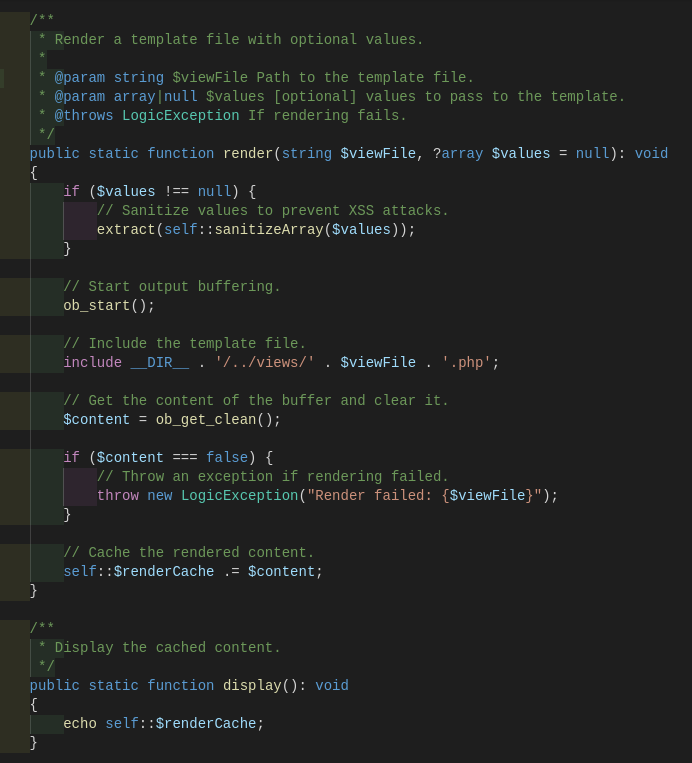 /**
 * Render a template file with optional values.
 *
 * @param string $viewFile Path to the template file.
 * @param array|null $values [optional] values to pass to the template.
 * @throws LogicException If rendering fails.
 */
public static function render(string $viewFile, ?array $values = null): void
{
    if ($values !== null) {
        // Sanitize values to prevent XSS attacks.
        extract(self::sanitizeArray($values));
    }

    // Start output buffering.
    ob_start();

    // Include the template file.
    include __DIR__ . '/../views/' . $viewFile . '.php';

    // Get the content of the buffer and clear it.
    $content = ob_get_clean();

    if ($content === false) {
        // Throw an exception if rendering failed.
        throw new LogicException("Render failed: {$viewFile}");
    }

    // Cache the rendered content.
    self::$renderCache .= $content;
}

/**
 * Display the cached content.
 */
public static function display(): void
{
    echo self::$renderCache;
}